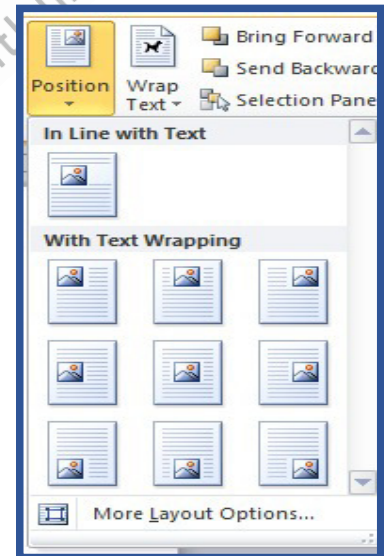 Position
Wrap
Text
Bring Forward
Send Backward
Selection Pane
In Line with Text
With Text Wrapping
More Layout Options...